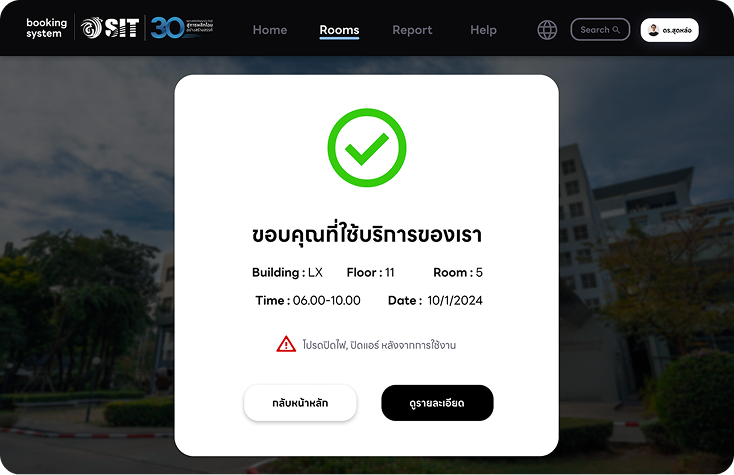 booking
system
SIT
30
Home
Rooms
Report
Help
Search
ดร.สุดหล่อ
ขอบคุณที่ใช้บริการของเรา
Building : LX Floor : 11 Room : 5
Time : 06.00-10.00 Date : 10/1/2024
โปรดปิดไฟ, ปิดแอร์ หลังจากการใช้งาน
กลับหน้าหลัก
ดูรายละเอียด